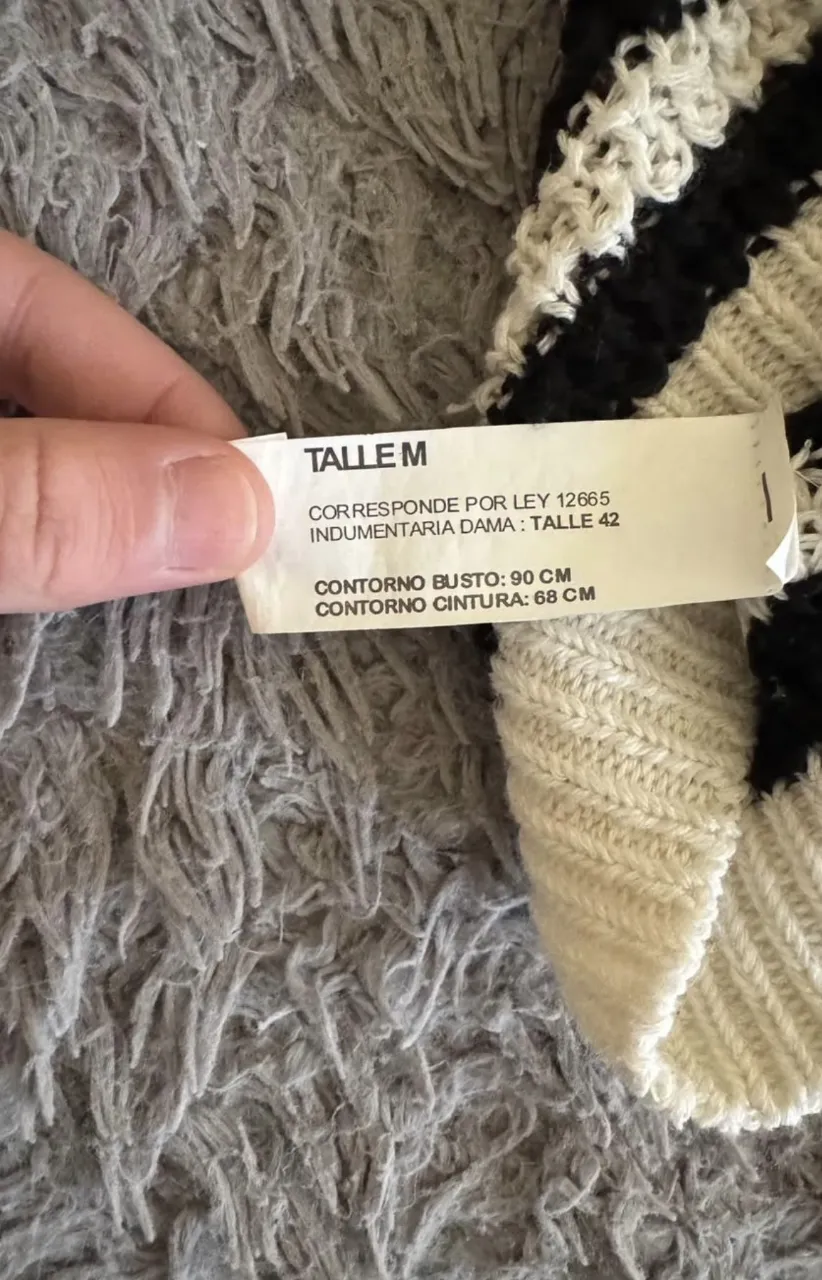 TALLE M
CORRESPONDE POR LEY 12665
INDUMENTARIA DAMA : TALLE 42
CONTORNO BUSTO: 90 CM
CONTORNO CINTURA: 68 CM